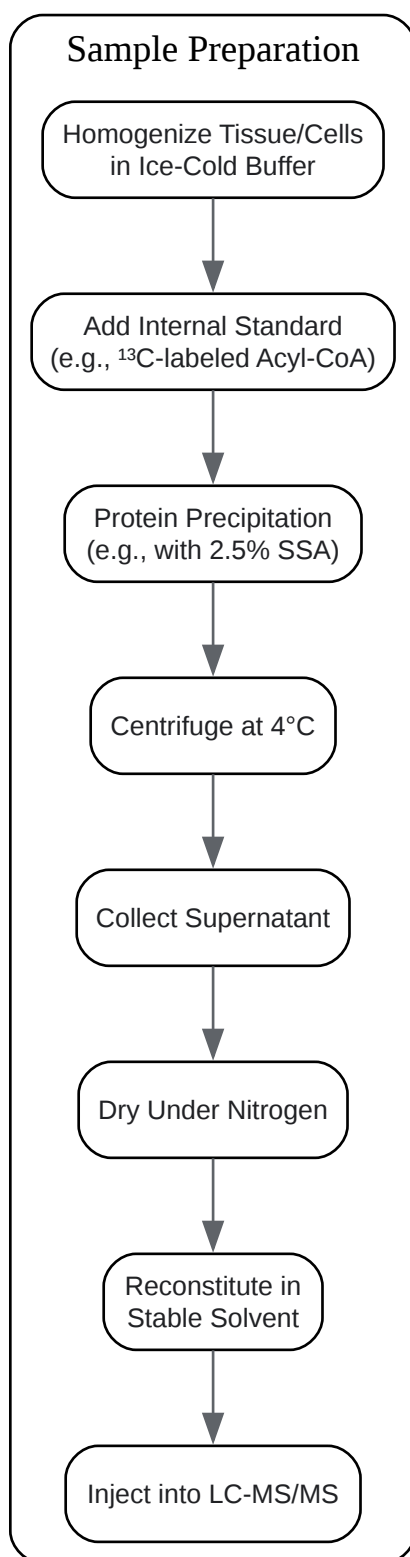 Sample Preparation
Homogenize Tissue/Cells
in Ice-Cold Buffer
Add Internal Standard
(e.g., ¹³C-labeled Acyl-CoA)
Protein Precipitation
(e.g., with 2.5% SSA)
Centrifuge at 4°C
Collect Supernatant
Dry Under Nitrogen
Reconstitute in
Stable Solvent
Inject into LC-MS/MS